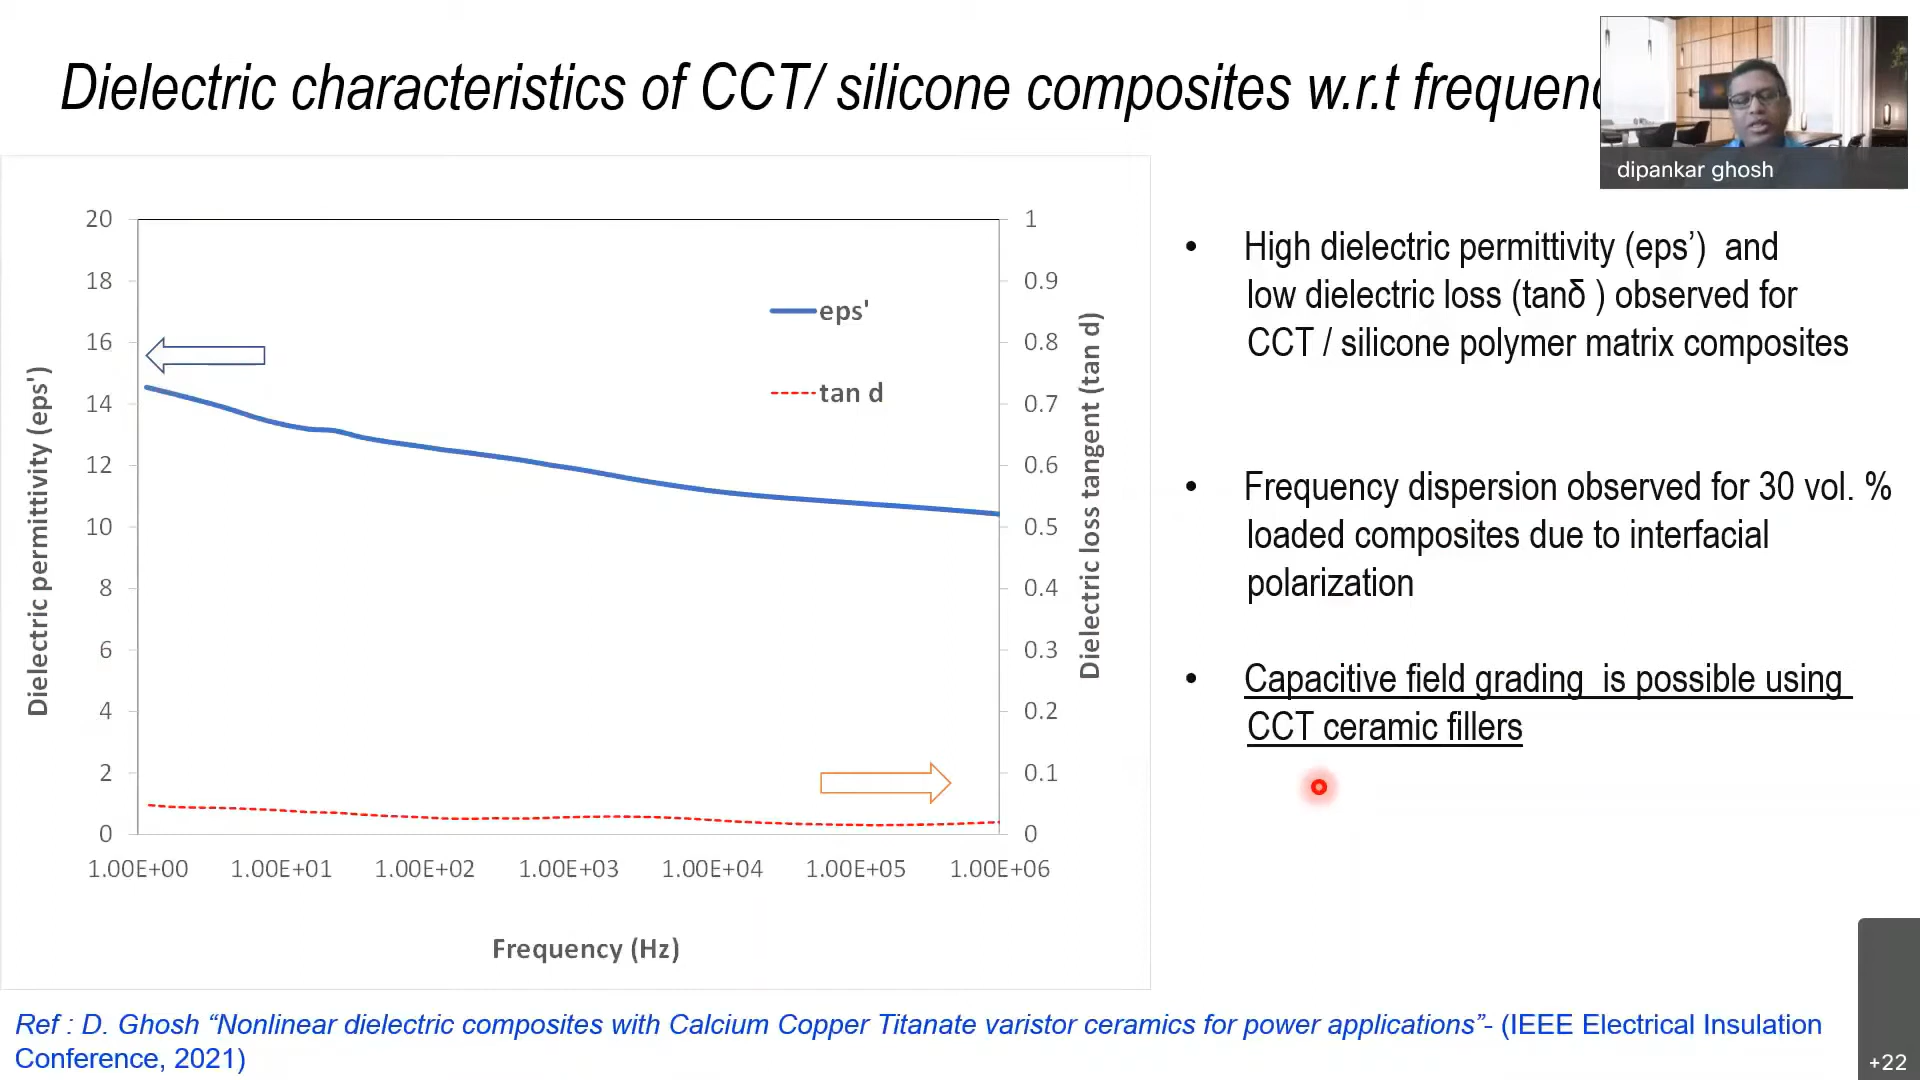 Dielectric characteristics of CCT/ silicone composites w.r.t
dipankar ghosh
20
18
16
14
12
10
8
6
4
2
0
1
0.9
0.8
0.7
0.6
0.5
0.4
0.3
0.2
0.1
0
Dielectric permittivity (eps')
Dielectric loss tangent (tan d)
eps'
tan d
1.00E+00 1.00E+01 1.00E+02 1.00E+03 1.00E+04 1.00E+05 1.00E+06
Frequency (Hz)
• High dielectric permittivity (eps’) and
low dielectric loss (tanδ ) observed for
CCT / silicone polymer matrix composites
• Frequency dispersion observed for 30 vol. %
loaded composites due to interfacial
polarization
• Capacitive field grading is possible using
CCT ceramic fillers
Ref : D. Ghosh “Nonlinear dielectric composites with Calcium Copper Titanate varistor ceramics for power applications”- (IEEE Electrical Insulation
Conference, 2021)
+22